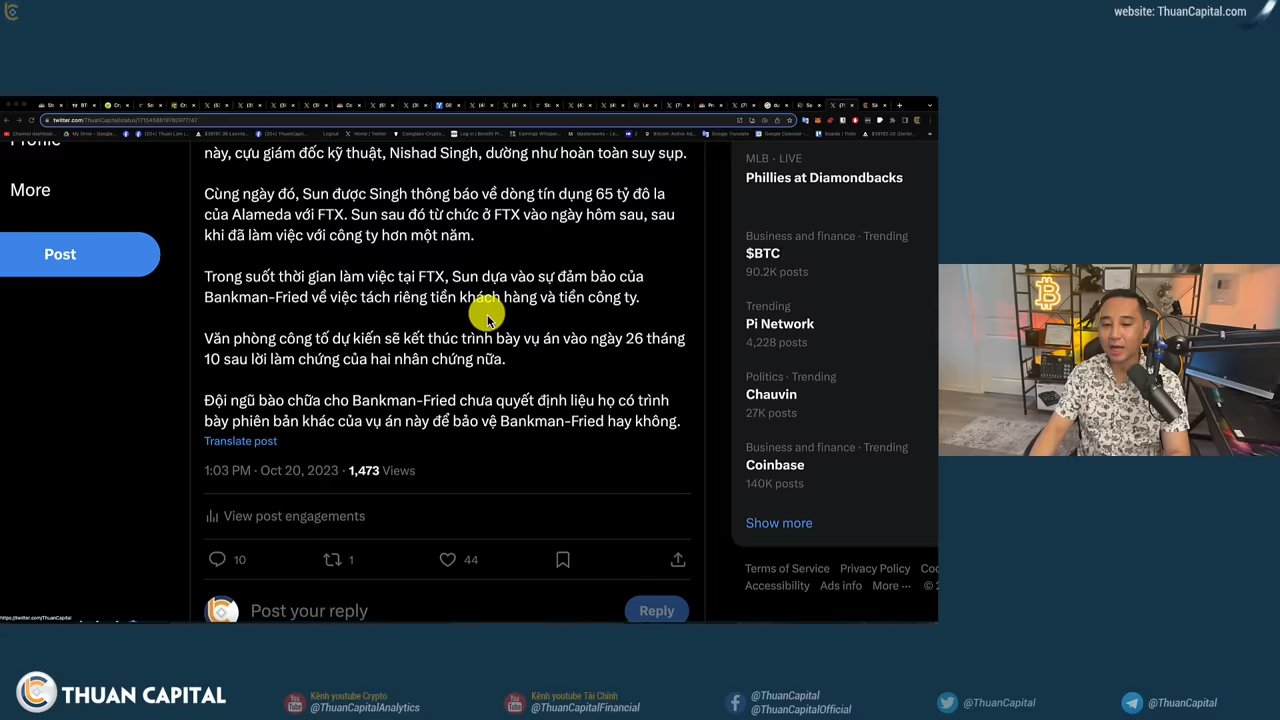 website: ThuanCapital.com
twitter.com/ThuanCapital/status/1715458819780977147
Profile
More
Post
này, cựu giám đốc kỹ thuật, Nishad Singh, dường như hoàn toàn suy sụp.
Cùng ngày đó, Sun được Singh thông báo về dòng tín dụng 65 tỷ đô la
của Alameda với FTX. Sun sau đó từ chức ở FTX vào ngày hôm sau, sau
khi đã làm việc với công ty hơn một năm.
Trong suốt thời gian làm việc tại FTX, Sun dựa vào sự đảm bảo của
Bankman-Fried về việc tách riêng tiền khách hàng và tiền công ty.
Văn phòng công tố dự kiến sẽ kết thúc trình bày vụ án vào ngày 26 tháng
10 sau lời làm chứng của hai nhân chứng nữa.
Đội ngũ bào chữa cho Bankman-Fried chưa quyết định liệu họ có trình
bày phiên bản khác của vụ án này để bảo vệ Bankman-Fried hay không.
Translate post
1:03 PM · Oct 20, 2023 · 1,473 Views
View post engagements
10
1
44
Post your reply
Reply
MLB · LIVE
Phillies at Diamondbacks
Business and finance · Trending
$BTC
90.2K posts
Trending
Pi Network
4,228 posts
Politics · Trending
Chauvin
27K posts
Business and finance · Trending
Coinbase
140K posts
Show more
Terms of Service Privacy Policy Coo
Accessibility Ads info More ··· ©
https://twitter.com/ThuanCapital
THUAN CAPITAL
Kênh youtube Crypto
@ThuanCapitalAnalytics
Kênh youtube Tài Chính
@ThuanCapitalFinancial
@ThuanCapital
@ThuanCapitalOfficial
@ThuanCapital
@ThuanCapital